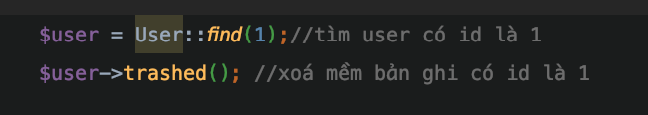 $user = User::find(1);//tìm user có id là 1
$user->trashed(); //xoá mềm bản ghi có id là 1